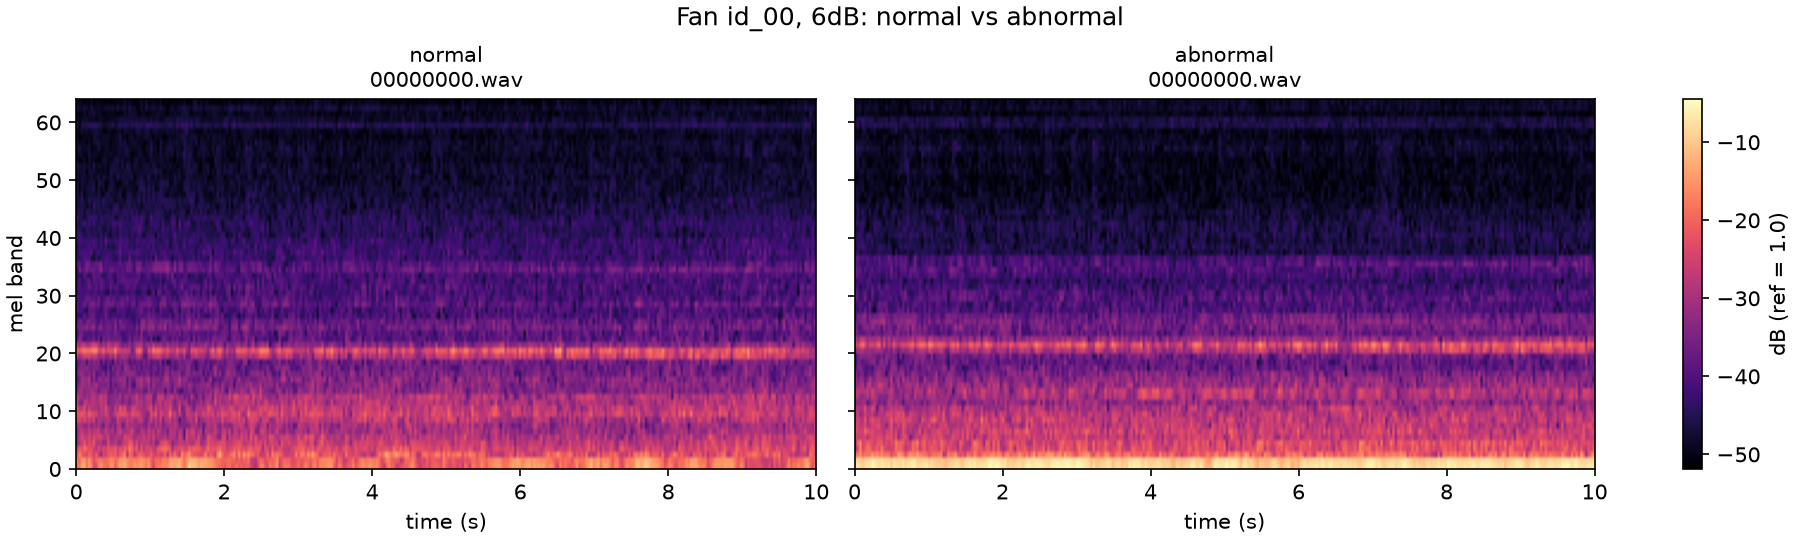 Fan id_00, 6dB: normal vs abnormal
normal
00000000.wav
abnormal
00000000.wav
mel band
60
50
40
30
20
10
0
0 2 4 6 8 10
time (s)
0 2 4 6 8 10
time (s)
−10
−20
−30
−40
−50
dB (ref = 1.0)